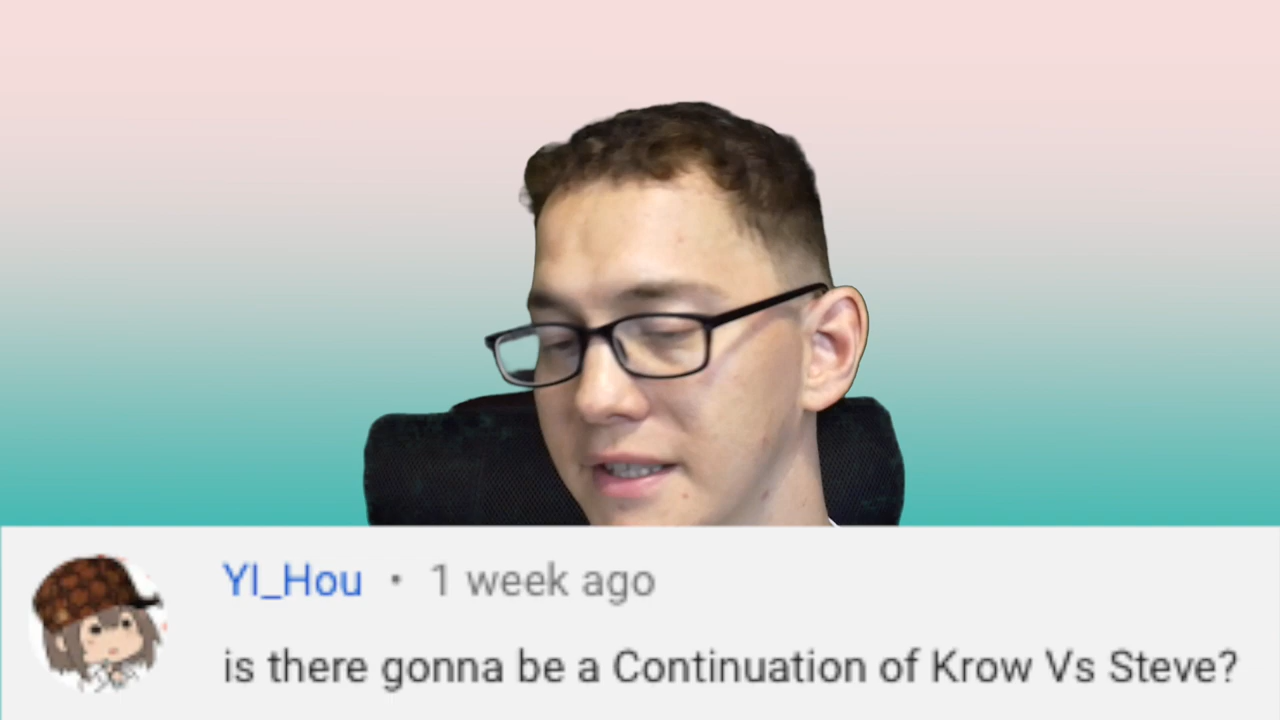 YI_Hou • 1 week ago
is there gonna be a Continuation of Krow Vs Steve?